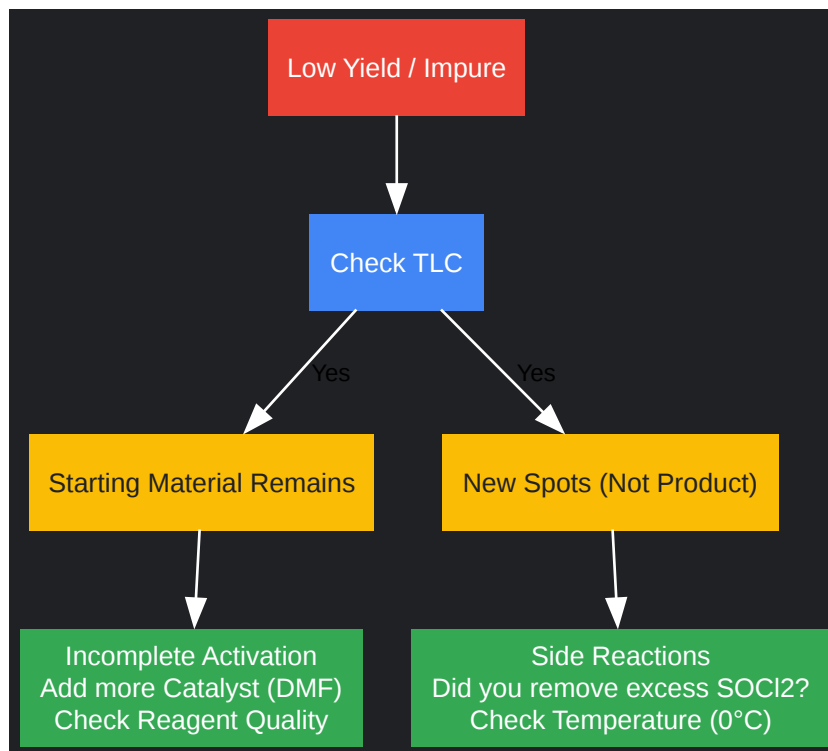 Low Yield / Impure
Check TLC
Yes
Yes
Starting Material Remains
New Spots (Not Product)
Incomplete Activation
Add more Catalyst (DMF)
Check Reagent Quality
Side Reactions
Did you remove excess SOCl2?
Check Temperature (0°C)